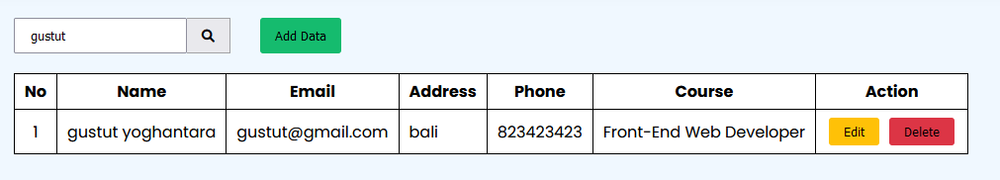 gustut Add Data
No Name Email Address Phone Course Action
1 gustut yoghantara gustut@gmail.com bali 823423423 Front-End Web Developer Edit Delete